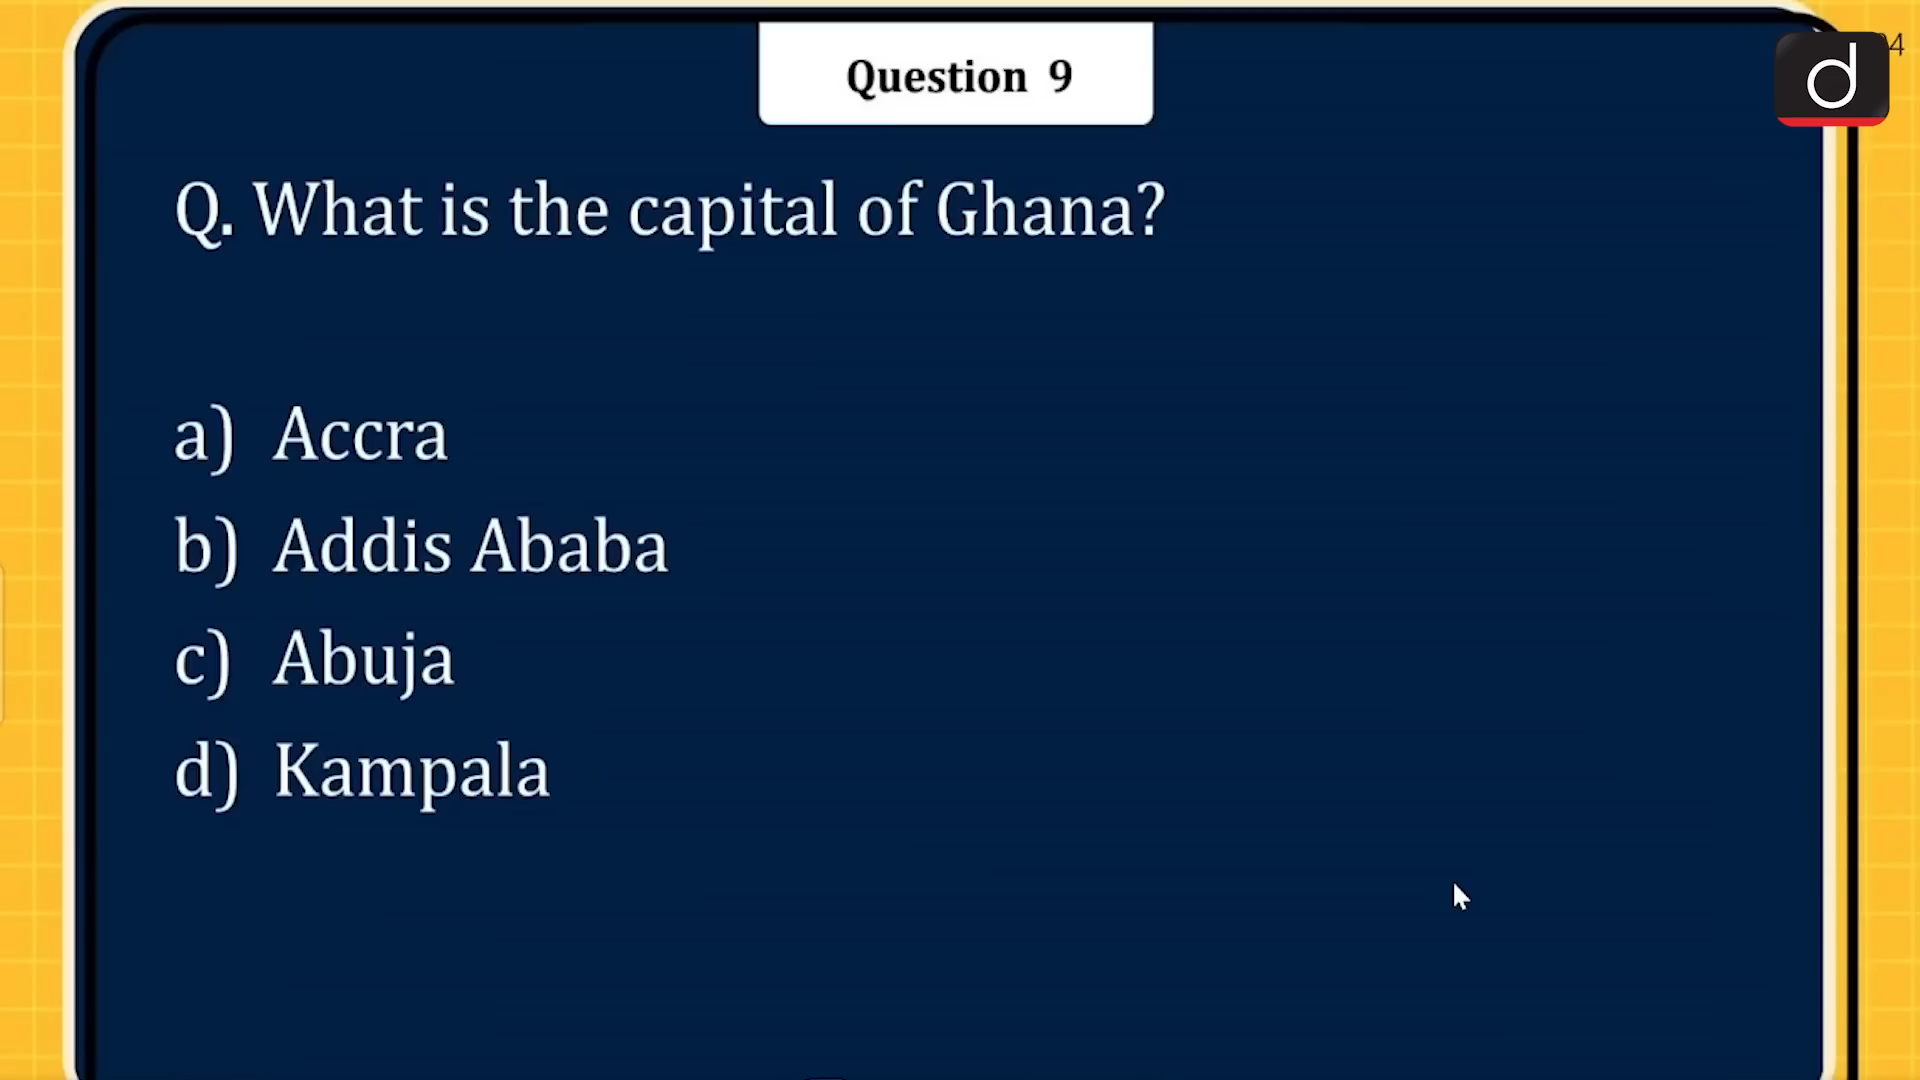 Question 9
Q. What is the capital of Ghana?
a) Accra
b) Addis Ababa
c) Abuja
d) Kampala
d